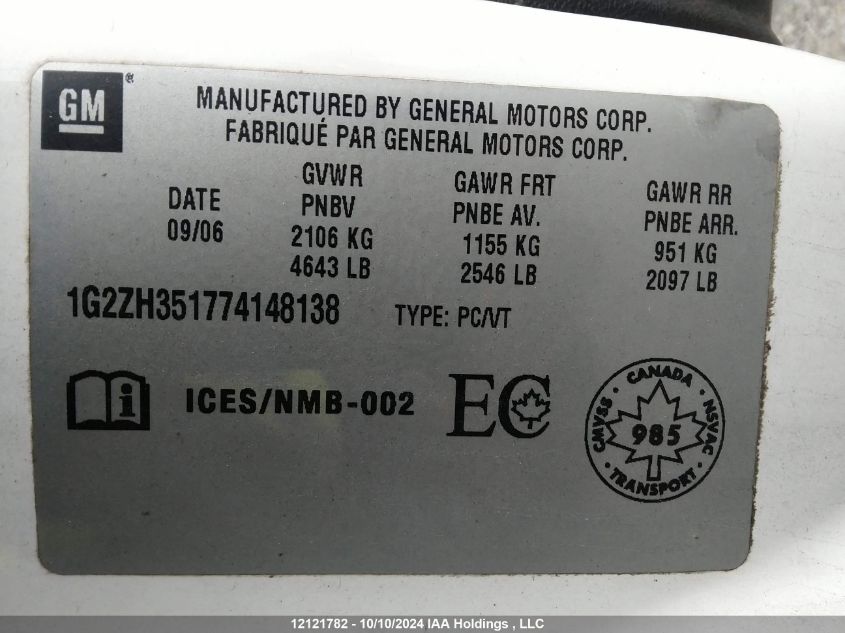 GM®
MANUFACTURED BY GENERAL MOTORS CORP.
FABRIQUÉ PAR GENERAL MOTORS CORP.
DATE
09/06
GVWR
PNBV
2106 KG
4643 LB
GAWR FRT
PNBE AV.
1155 KG
2546 LB
GAWR RR
PNBE ARR.
951 KG
2097 LB
1G2ZH351774148138 TYPE: PC/VT
i ICES/NMB-002 EC
CMVSS • CANADA • NSVAC
985
• TRANSPORT •
12121782 - 10/10/2024 IAA Holdings , LLC